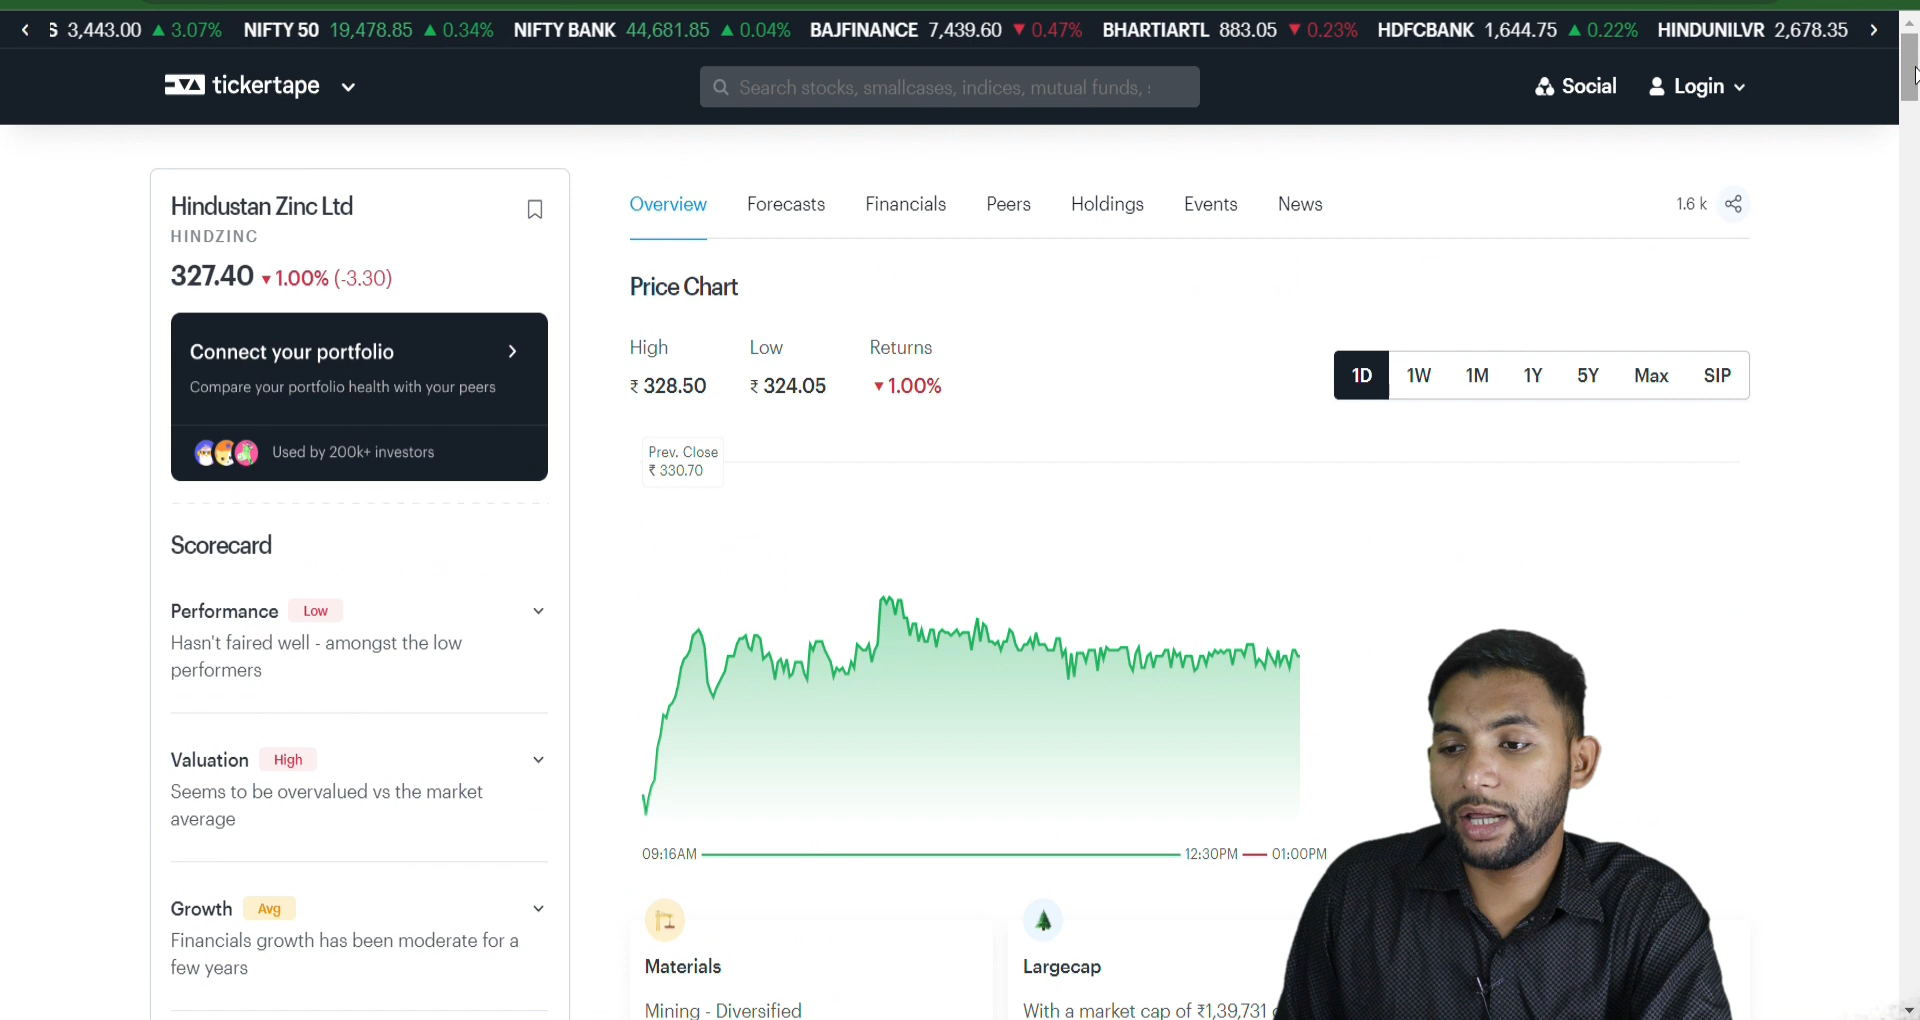 S 3,443.00 ▲ 3.07% NIFTY 50 19,478.85 ▲ 0.34% NIFTY BANK 44,681.85 ▲ 0.04% BAJFINANCE 7,439.60 ▼ 0.47% BHARTIARTL 883.05 ▼ 0.23% HDFCBANK 1,644.75 ▲ 0.22% HINDUNILVR 2,678.35
tickertape
Search stocks, smallcases, indices, mutual funds,
Social
Login
Hindustan Zinc Ltd
HINDZINC
327.40 ▼ 1.00% (-3.30)
Connect your portfolio
Compare your portfolio health with your peers
Used by 200k+ investors
Scorecard
Performance Low
Hasn't faired well - amongst the low
performers
Valuation High
Seems to be overvalued vs the market
average
Growth Avg
Financials growth has been moderate for a
few years
Overview Forecasts Financials Peers Holdings Events News
1.6 k
Price Chart
High Low Returns
₹ 328.50 ₹ 324.05 ▼ 1.00%
1D 1W 1M 1Y 5Y Max SIP
Prev. Close
₹ 330.70
09:16AM 12:30PM 01:00PM
Materials
Mining - Diversified
Largecap
With a market cap of ₹1,39,731